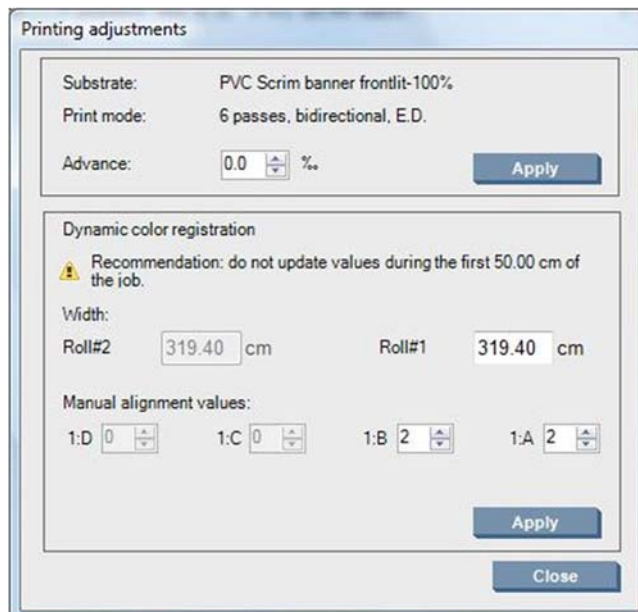 Printing adjustments
Substrate: PVC Scrim banner frontlit-100%
Print mode: 6 passes, bidirectional, E.D.
Advance: 0.0 ‰ Apply
Dynamic color registration
Recommendation: do not update values during the first 50.00 cm of
the job.
Width:
Roll#2 319.40 cm Roll#1 319.40 cm
Manual alignment values:
1:D 0 1:C 0 1:B 2 1:A 2
Apply
Close